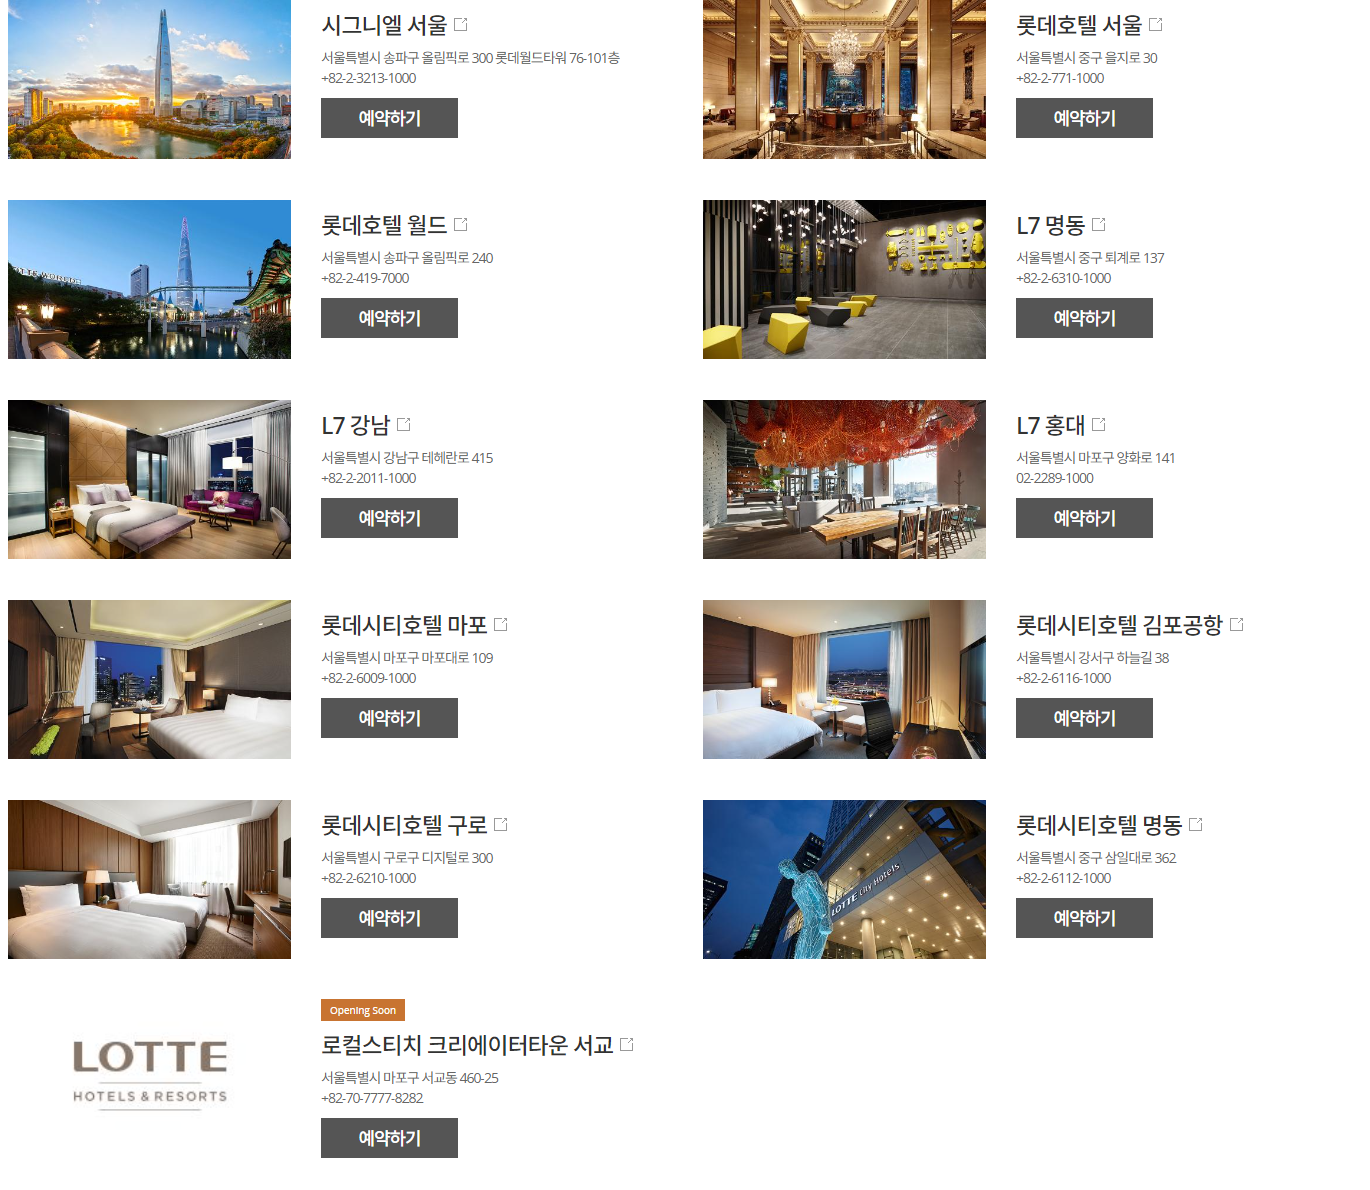 시그니엘 서울
서울특별시 송파구 올림픽로 300 롯데월드타워 76-101층
+82-2-3213-1000
예약하기
롯데호텔 서울
서울특별시 중구 을지로 30
+82-2-771-1000
예약하기
롯데호텔 월드
서울특별시 송파구 올림픽로 240
+82-2-419-7000
예약하기
L7 명동
서울특별시 중구 퇴계로 137
+82-2-6310-1000
예약하기
L7 강남
서울특별시 강남구 테헤란로 415
+82-2-2011-1000
예약하기
L7 홍대
서울특별시 마포구 양화로 141
02-2289-1000
예약하기
롯데시티호텔 마포
서울특별시 마포구 마포대로 109
+82-2-6009-1000
예약하기
롯데시티호텔 김포공항
서울특별시 강서구 하늘길 38
+82-2-6116-1000
예약하기
롯데시티호텔 구로
서울특별시 구로구 디지털로 300
+82-2-6210-1000
예약하기
LOTTE City Hotels
롯데시티호텔 명동
서울특별시 중구 삼일대로 362
+82-2-6112-1000
예약하기
LOTTE
HOTELS & RESORTS
Opening Soon
로컬스티치 크리에이터타운 서교
서울특별시 마포구 서교동 460-25
+82-70-7777-8282
예약하기